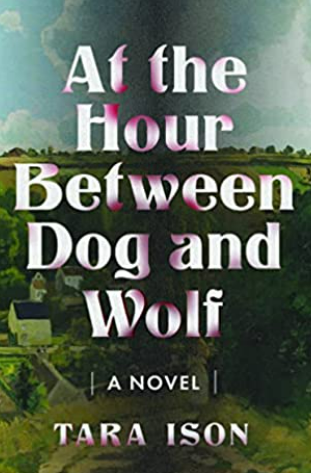 At the
Hour
Between
Dog and
Wolf
| A NOVEL |
TARA ISON